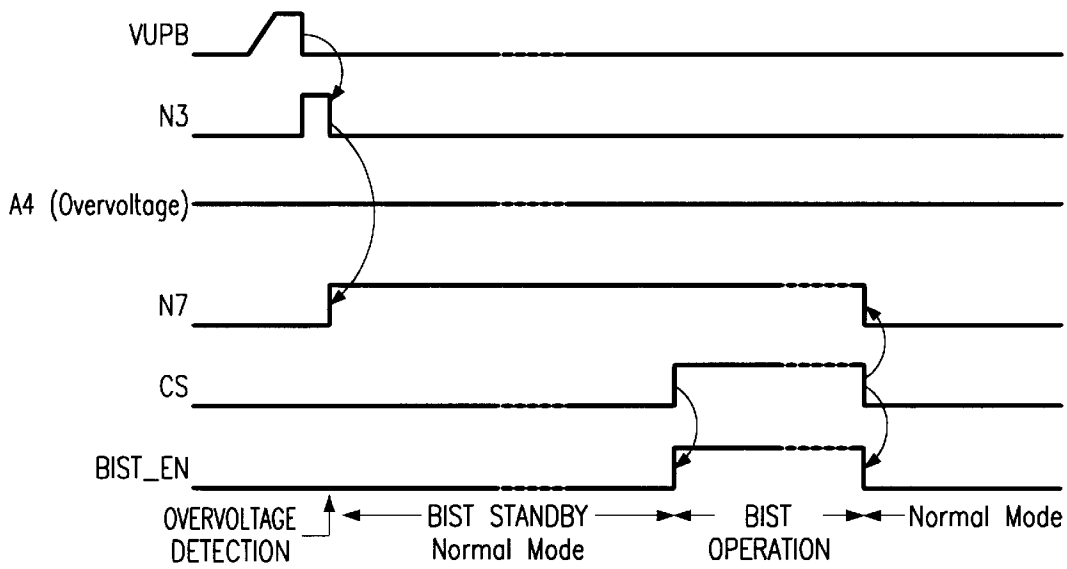 VUPB
N3
A4 (Overvoltage)
N7
CS
BIST_EN
OVERVOLTAGE
DETECTION
BIST STANDBY
Normal Mode
BIST
OPERATION
Normal Mode